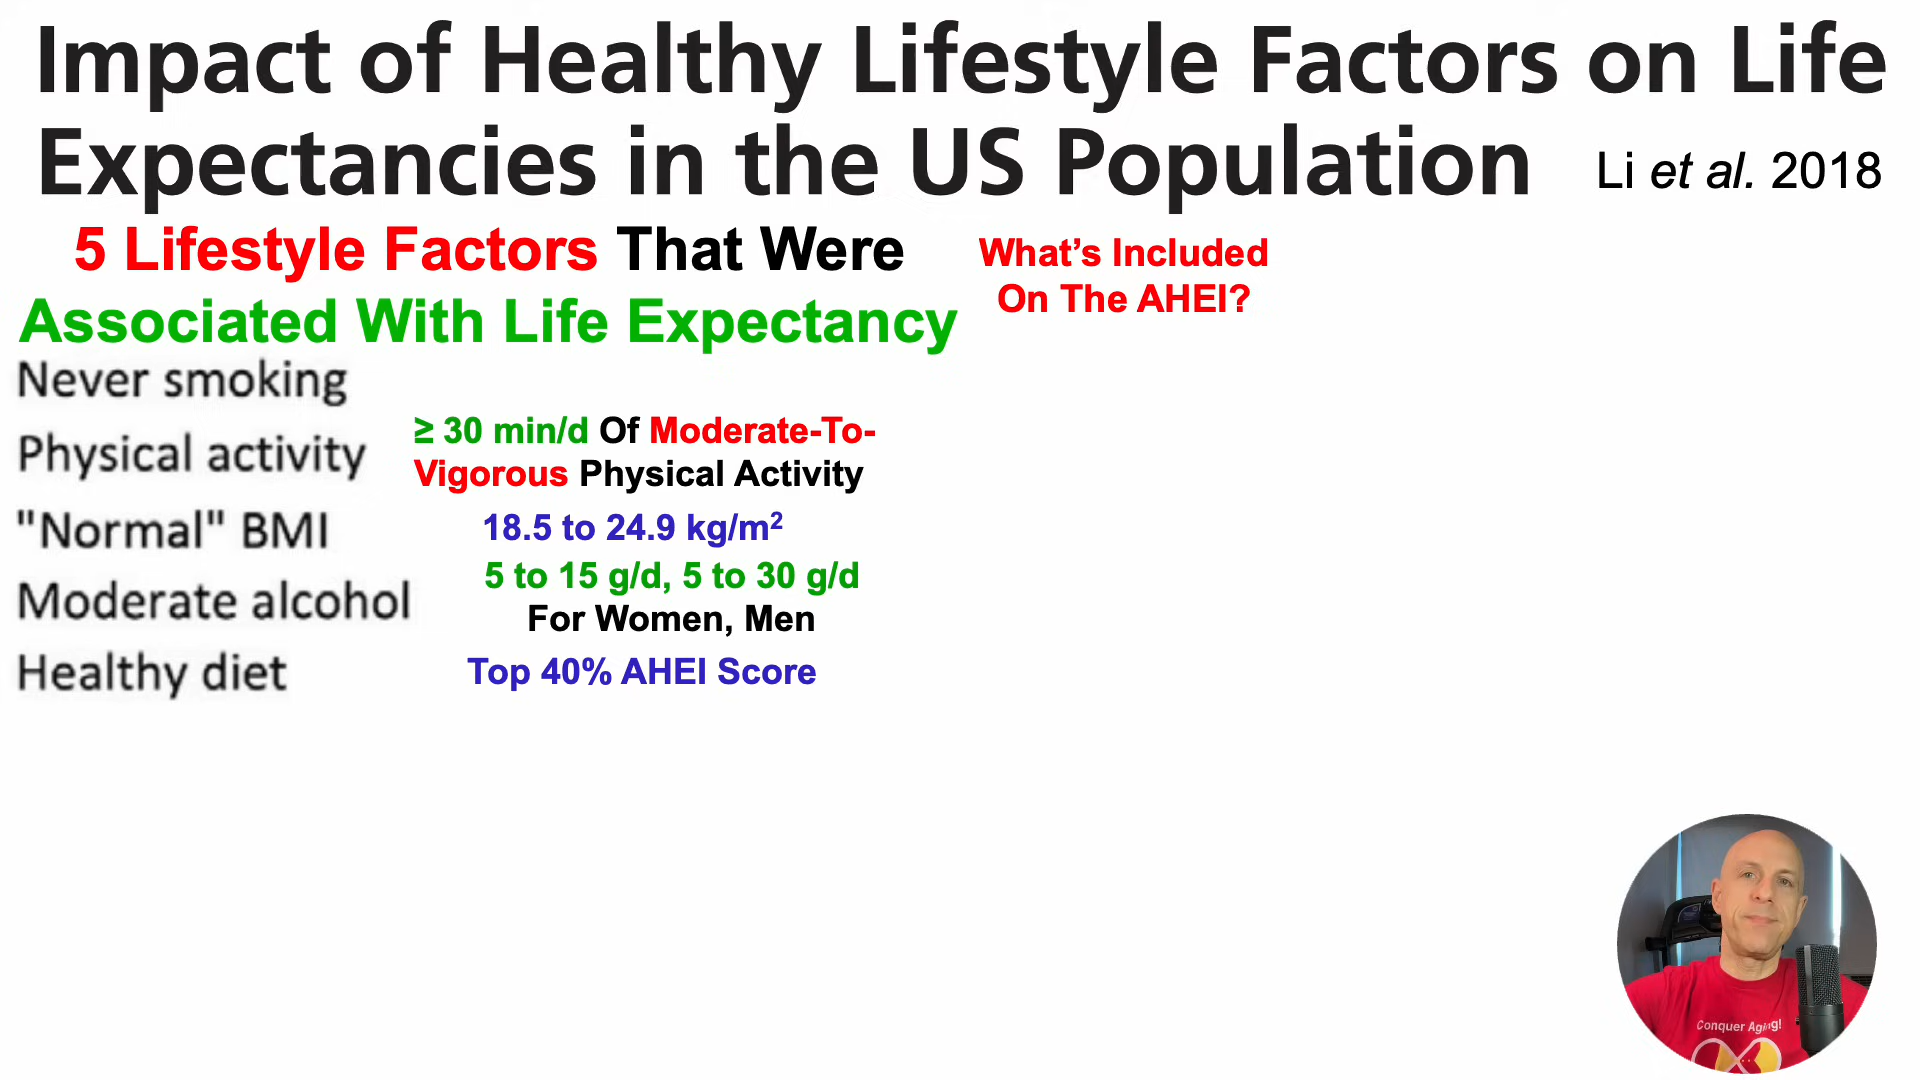 Impact of Healthy Lifestyle Factors on Life
Expectancies in the US Population
Li et al. 2018
5 Lifestyle Factors That Were
Associated With Life Expectancy
What’s Included
On The AHEI?
Never smoking
Physical activity
≥ 30 min/d Of Moderate-To-
Vigorous Physical Activity
"Normal" BMI
18.5 to 24.9 kg/m²
Moderate alcohol
5 to 15 g/d, 5 to 30 g/d
For Women, Men
Healthy diet
Top 40% AHEI Score
Conquer Aging!